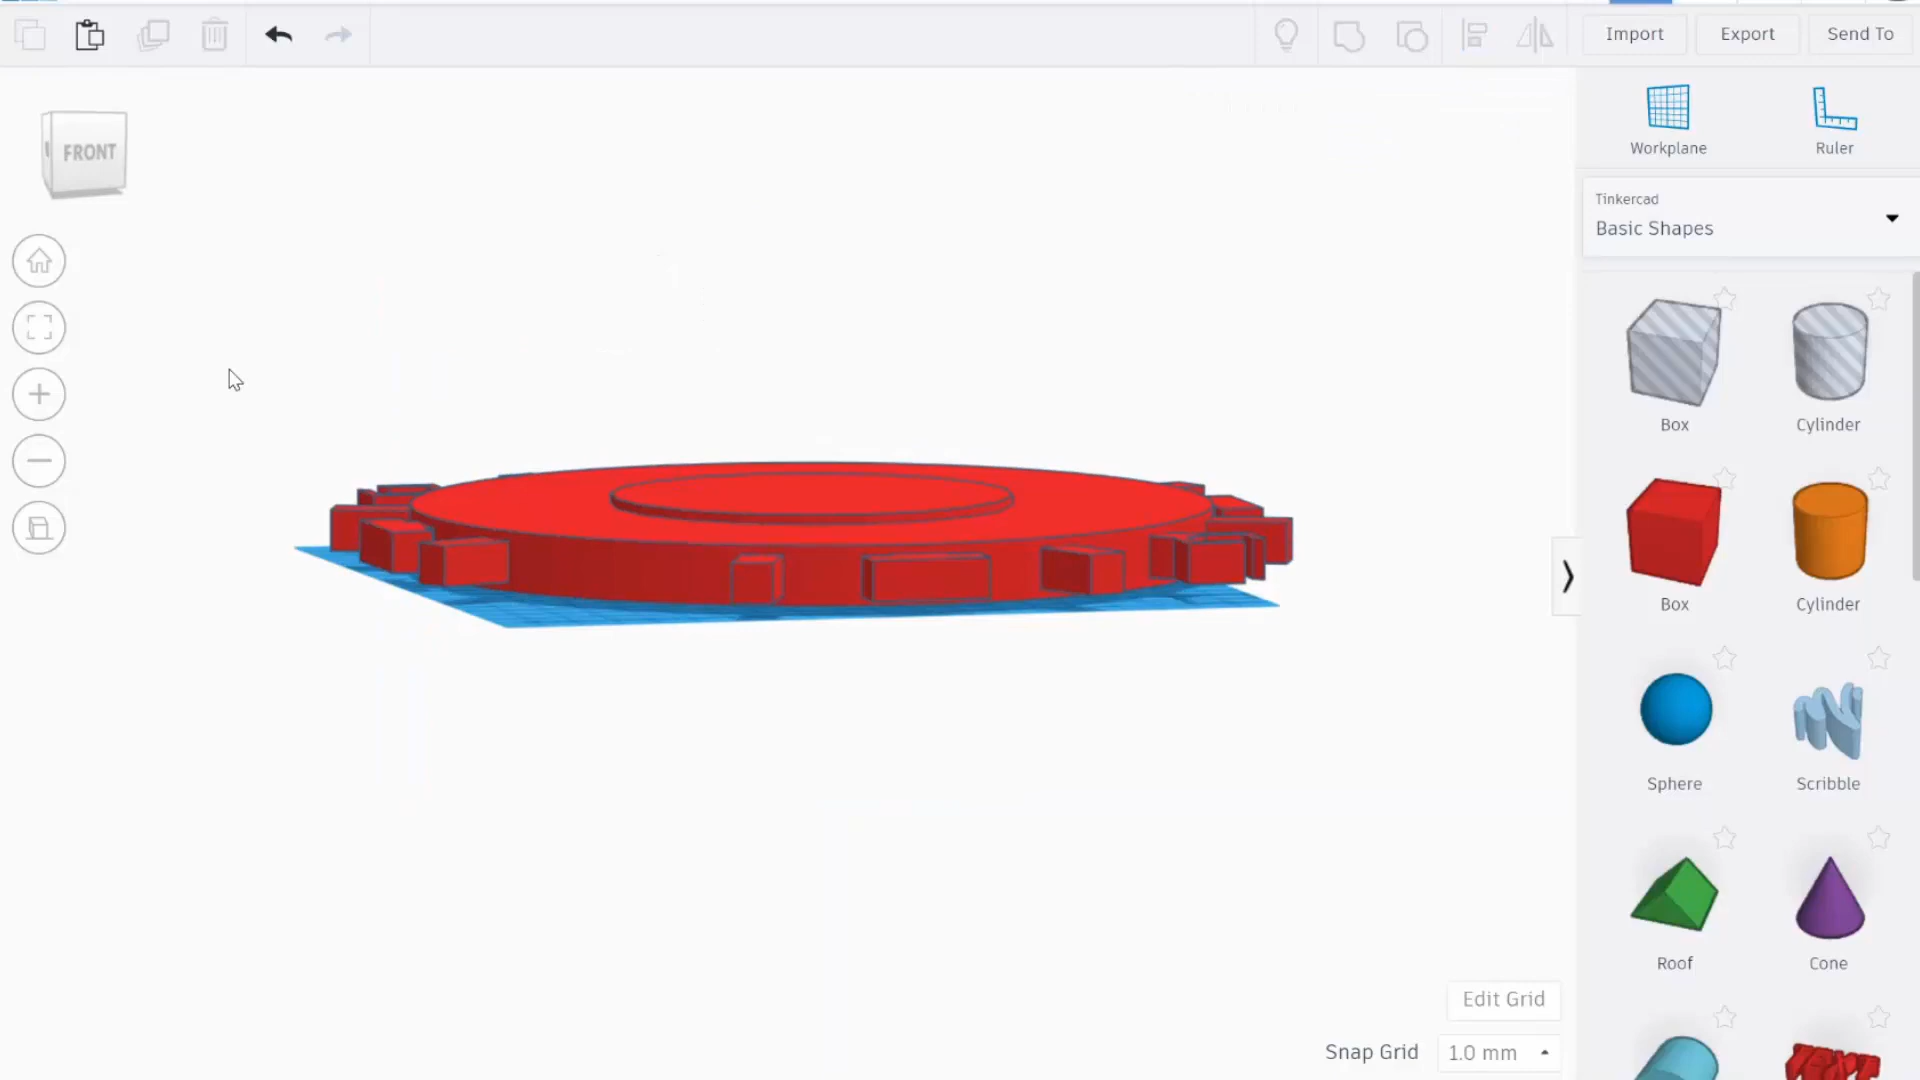 Import Export Send To
FRONT
Workplane Ruler
Tinkercad
Basic Shapes
Box Cylinder
Box Cylinder
Sphere Scribble
Roof Cone
TEXT
Edit Grid
Snap Grid 1.0 mm